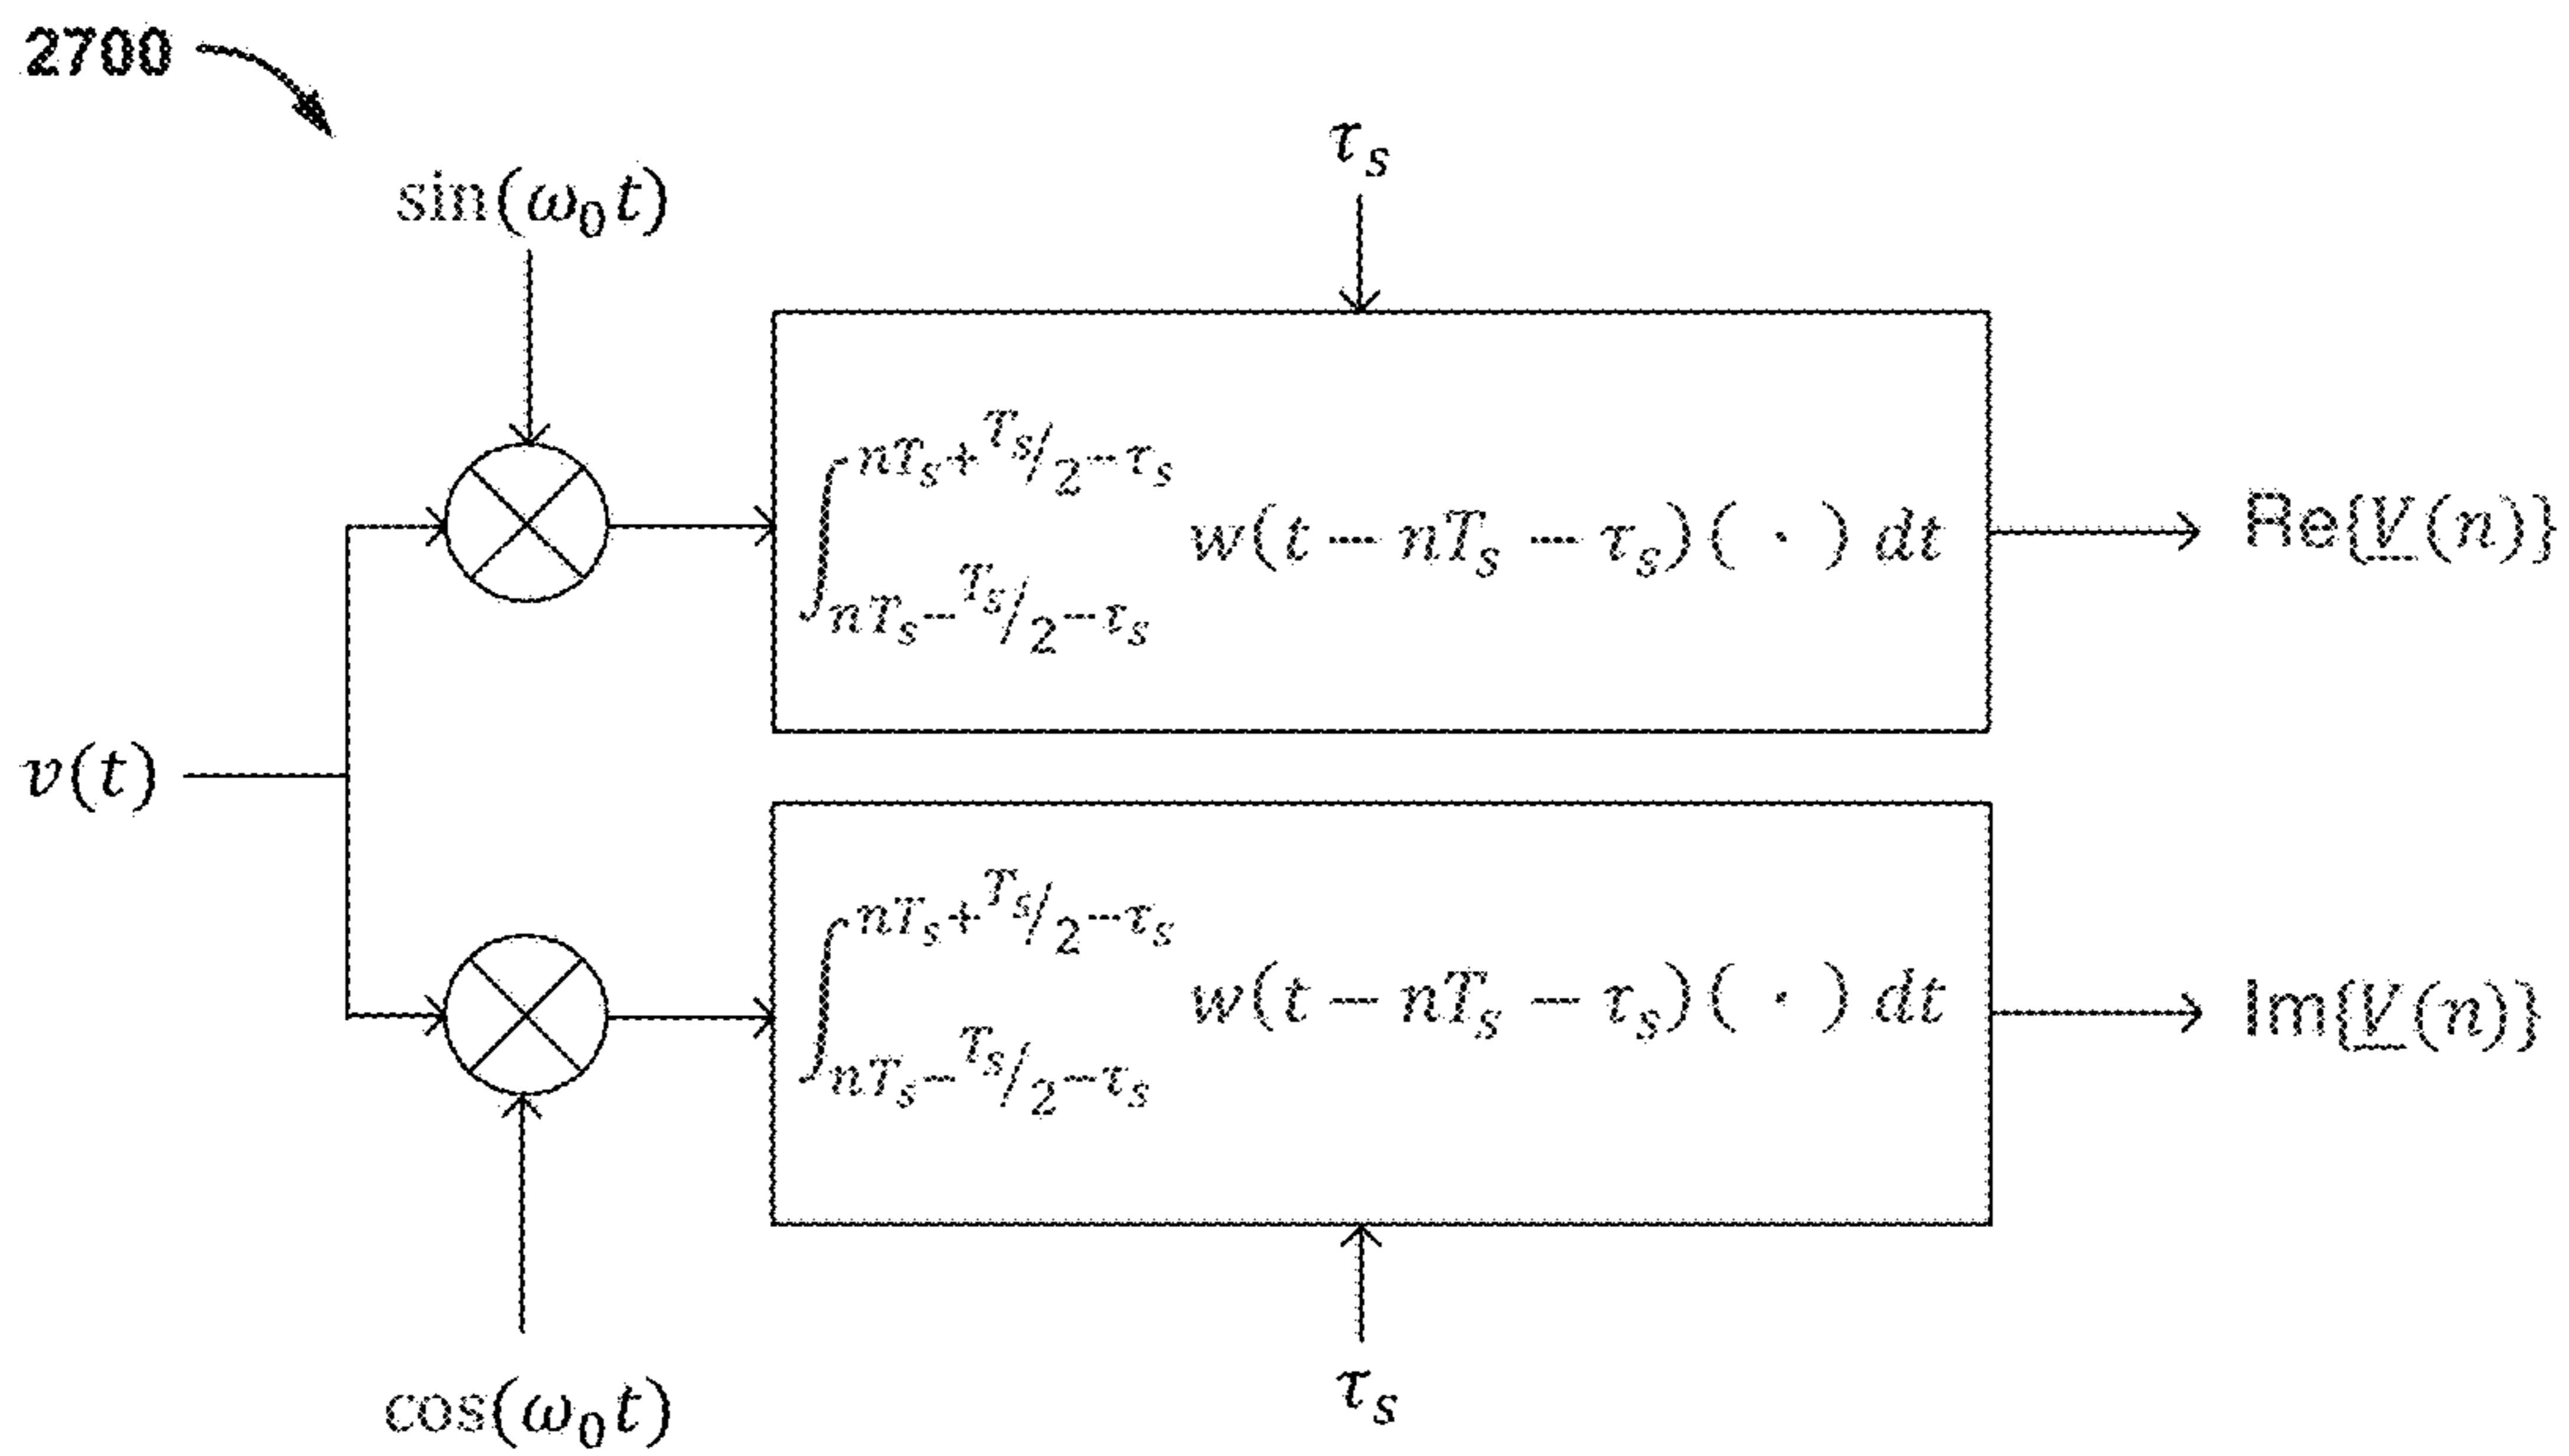 2700
τₛ
sin(ω₀t)
∫_{nTₛ−Tₛ/2−τₛ}^{nTₛ+Tₛ/2−τₛ} w(t − nTₛ − τₛ)( · ) dt
Re{V̲(n)}
v(t)
∫_{nTₛ−Tₛ/2−τₛ}^{nTₛ+Tₛ/2−τₛ} w(t − nTₛ − τₛ)( · ) dt
Im{V̲(n)}
cos(ω₀t)
τₛ